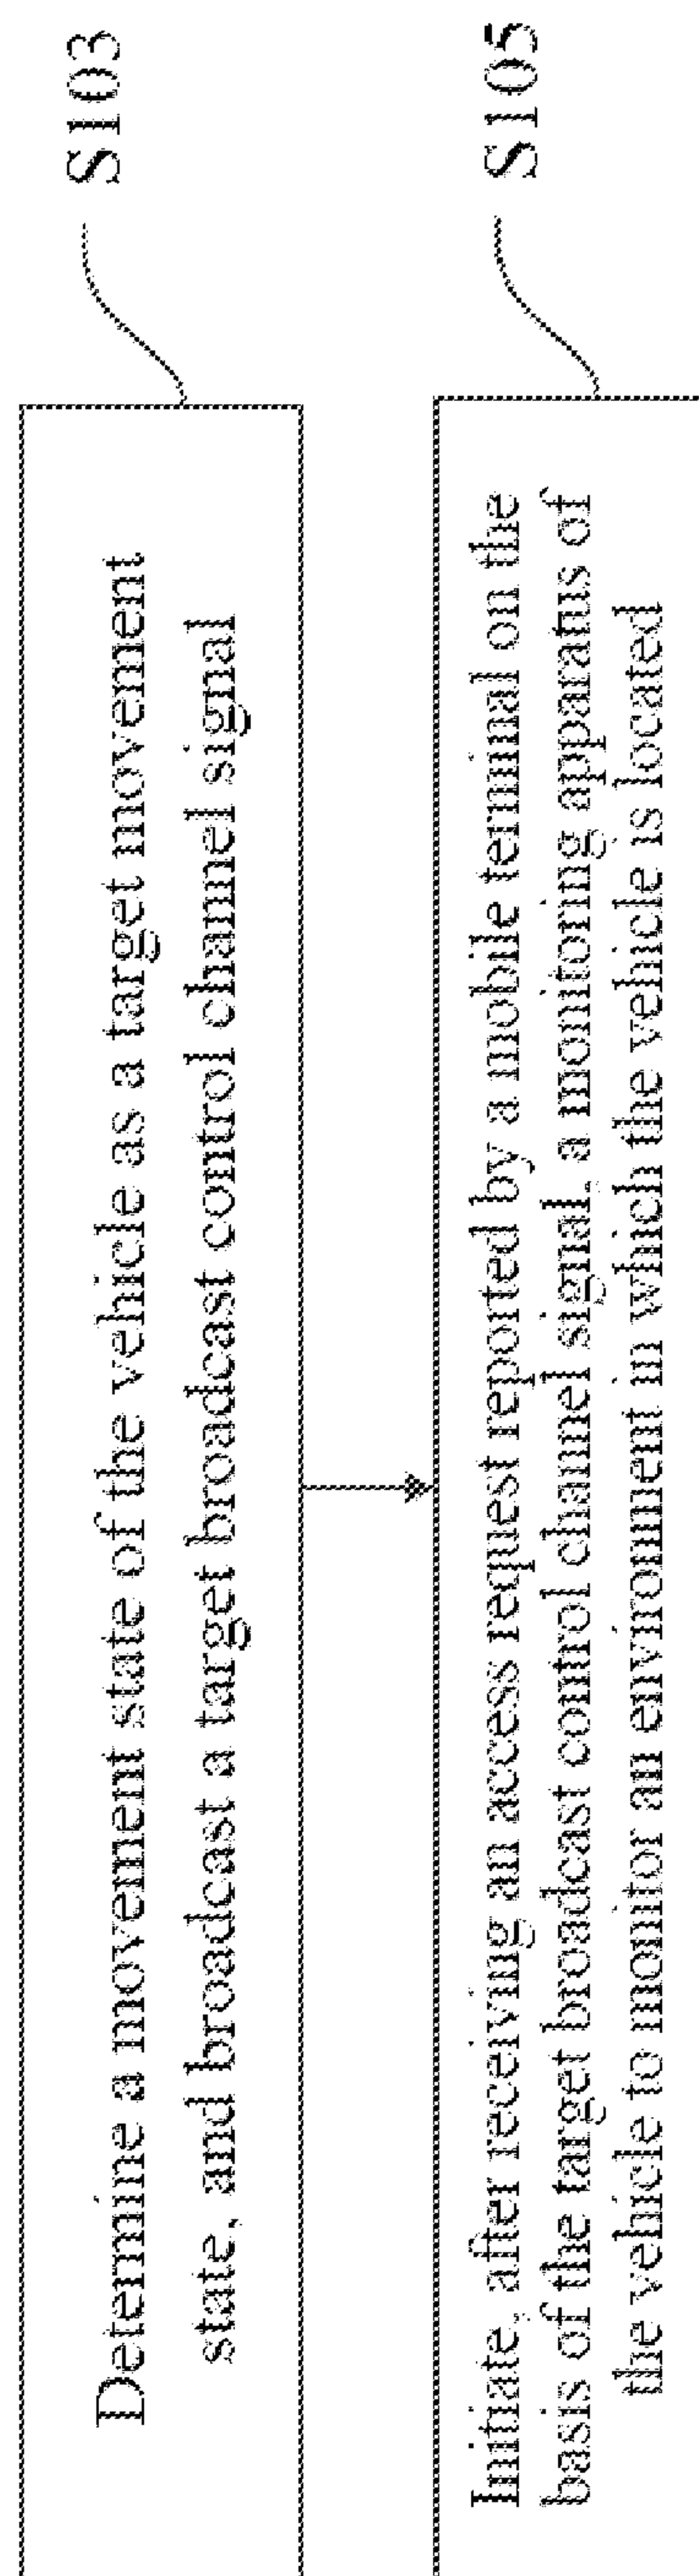 Determine a movement state of the vehicle as a target movement
state, and broadcast a target broadcast control channel signal
S103
Initiate, after receiving an access request reported by a mobile terminal on the
basis of the target broadcast control channel signal, a monitoring apparatus of
the vehicle to monitor an environment in which the vehicle is located
S105